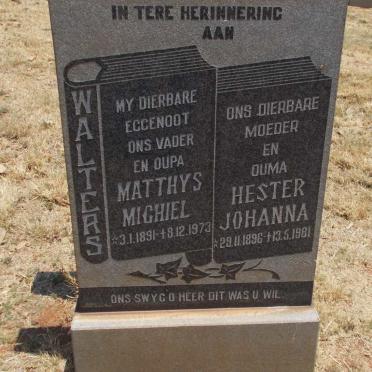 IN TERE HERINNERING
AAN
WALTERS
MY DIERBARE
EGGENOOT
ONS VADER
EN OUPA
MATTHYS
MICHIEL
☆3.1.1891-✝8.12.1973
ONS DIERBARE
MOEDER
EN
OUMA
HESTER
JOHANNA
☆29.11.1896-✝13.5.1981
ONS SWYG O HEER DIT WAS U WIL.